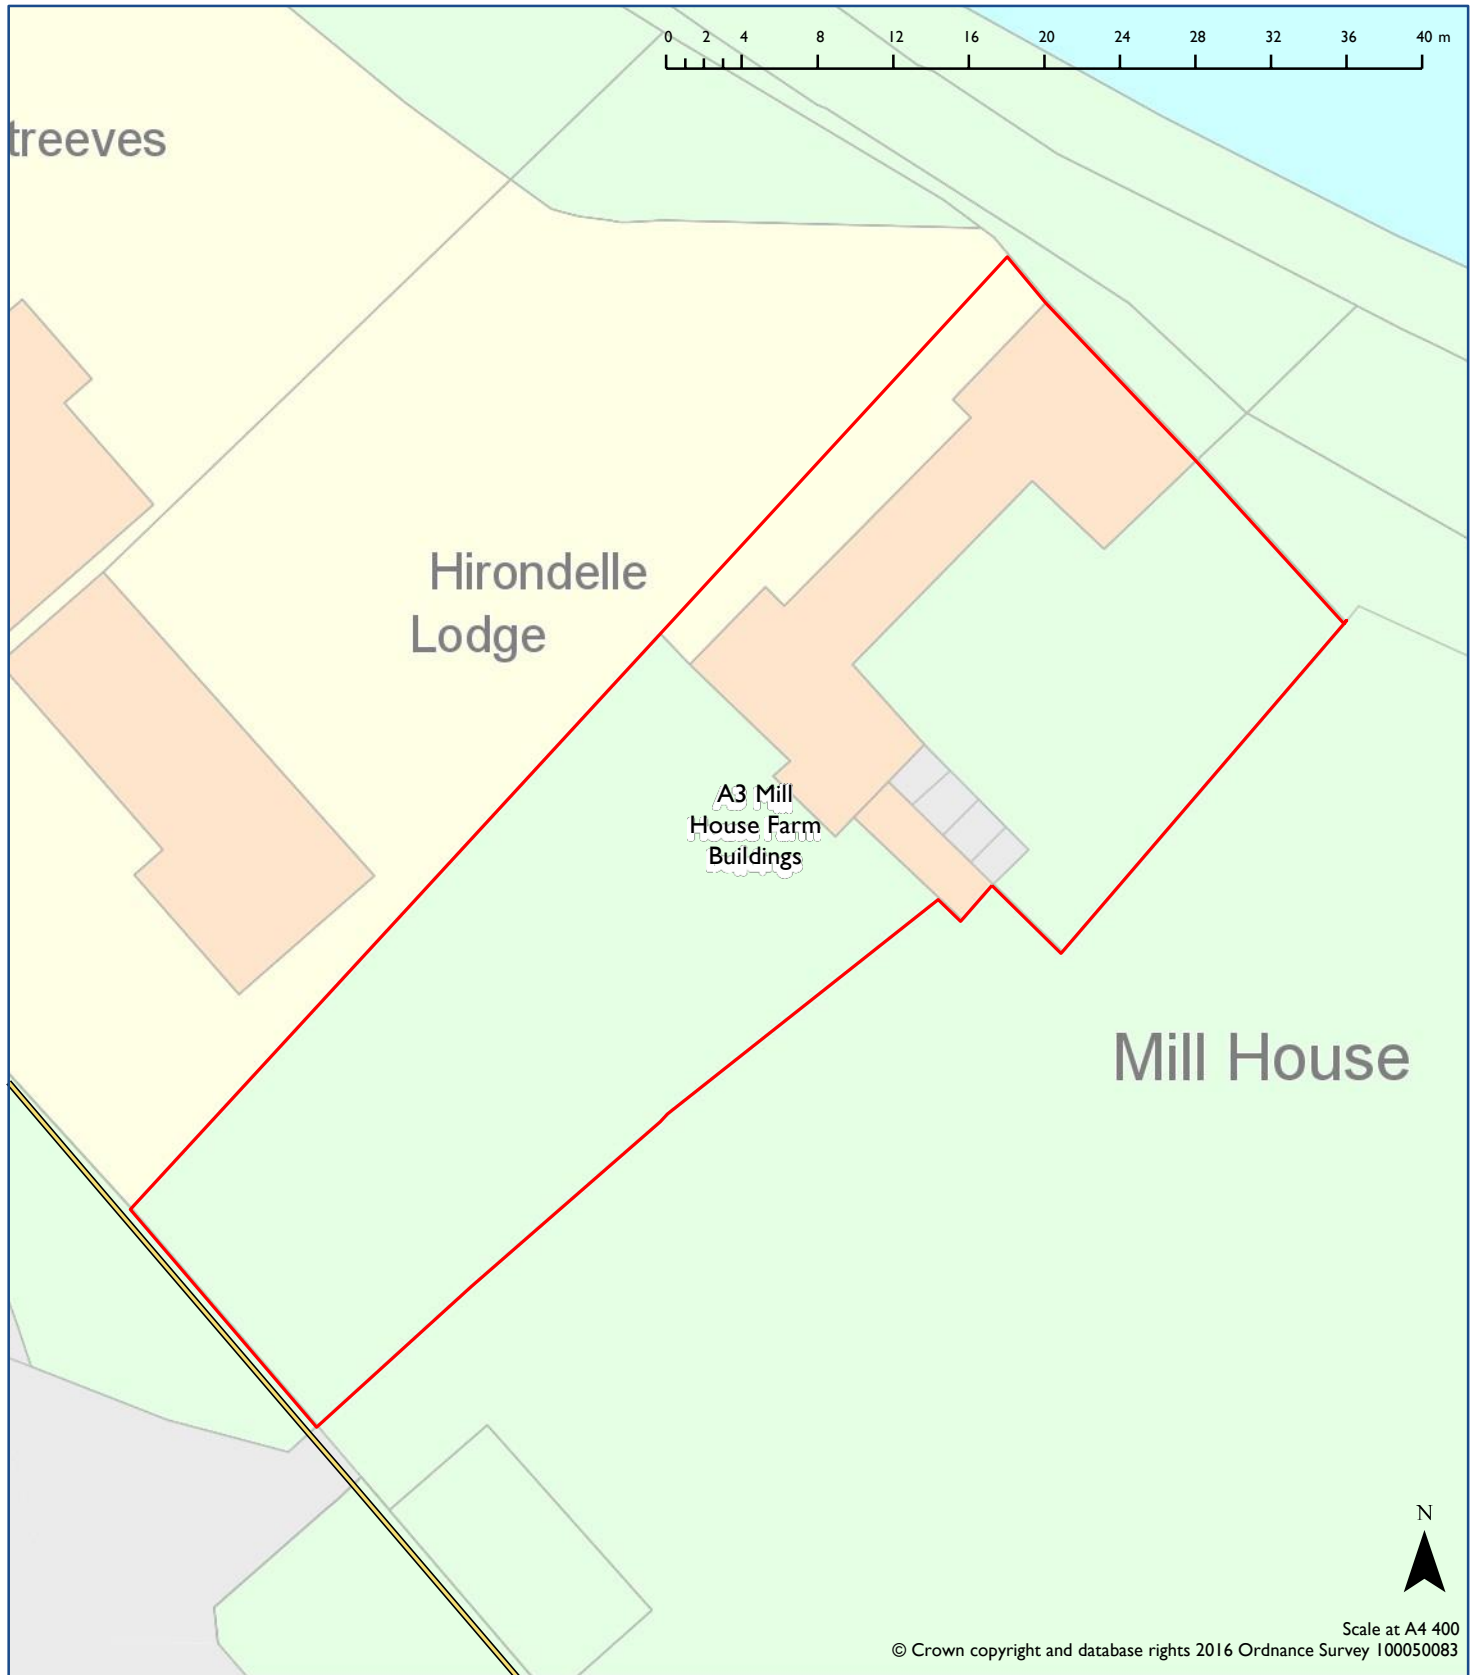 0 2 4 8 12 16 20 24 28 32 36 40 m
treeves
Hirondelle
Lodge
A3 Mill
House Farm
Buildings
Mill House
N
Scale at A4 400
© Crown copyright and database rights 2016 Ordnance Survey 100050083